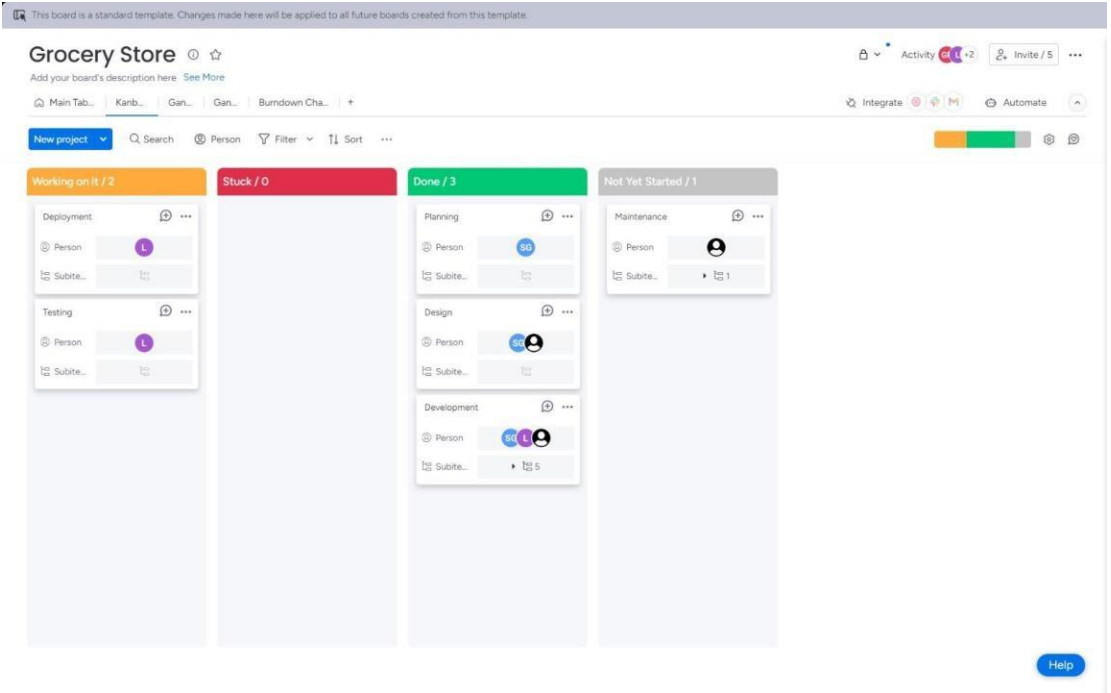 This board is a standard template. Changes made here will be applied to all future boards created from this template.
Grocery Store
Activity
L
+2
Invite / 5
Add your board's description here See More
Main Tab...
Kanb...
Gan...
Gan...
Burndown Cha...
+
Integrate
Automate
New project
Search
Person
Filter
Sort
Working on it / 2
Stuck / 0
Done / 3
Not Yet Started / 1
Deployment
Person
L
Subite...
Testing
Person
L
Subite...
Planning
Person
SG
Subite...
Design
Person
SG
Subite...
Development
Person
SG
L
Subite...
5
Maintenance
Person
Subite...
1
Help